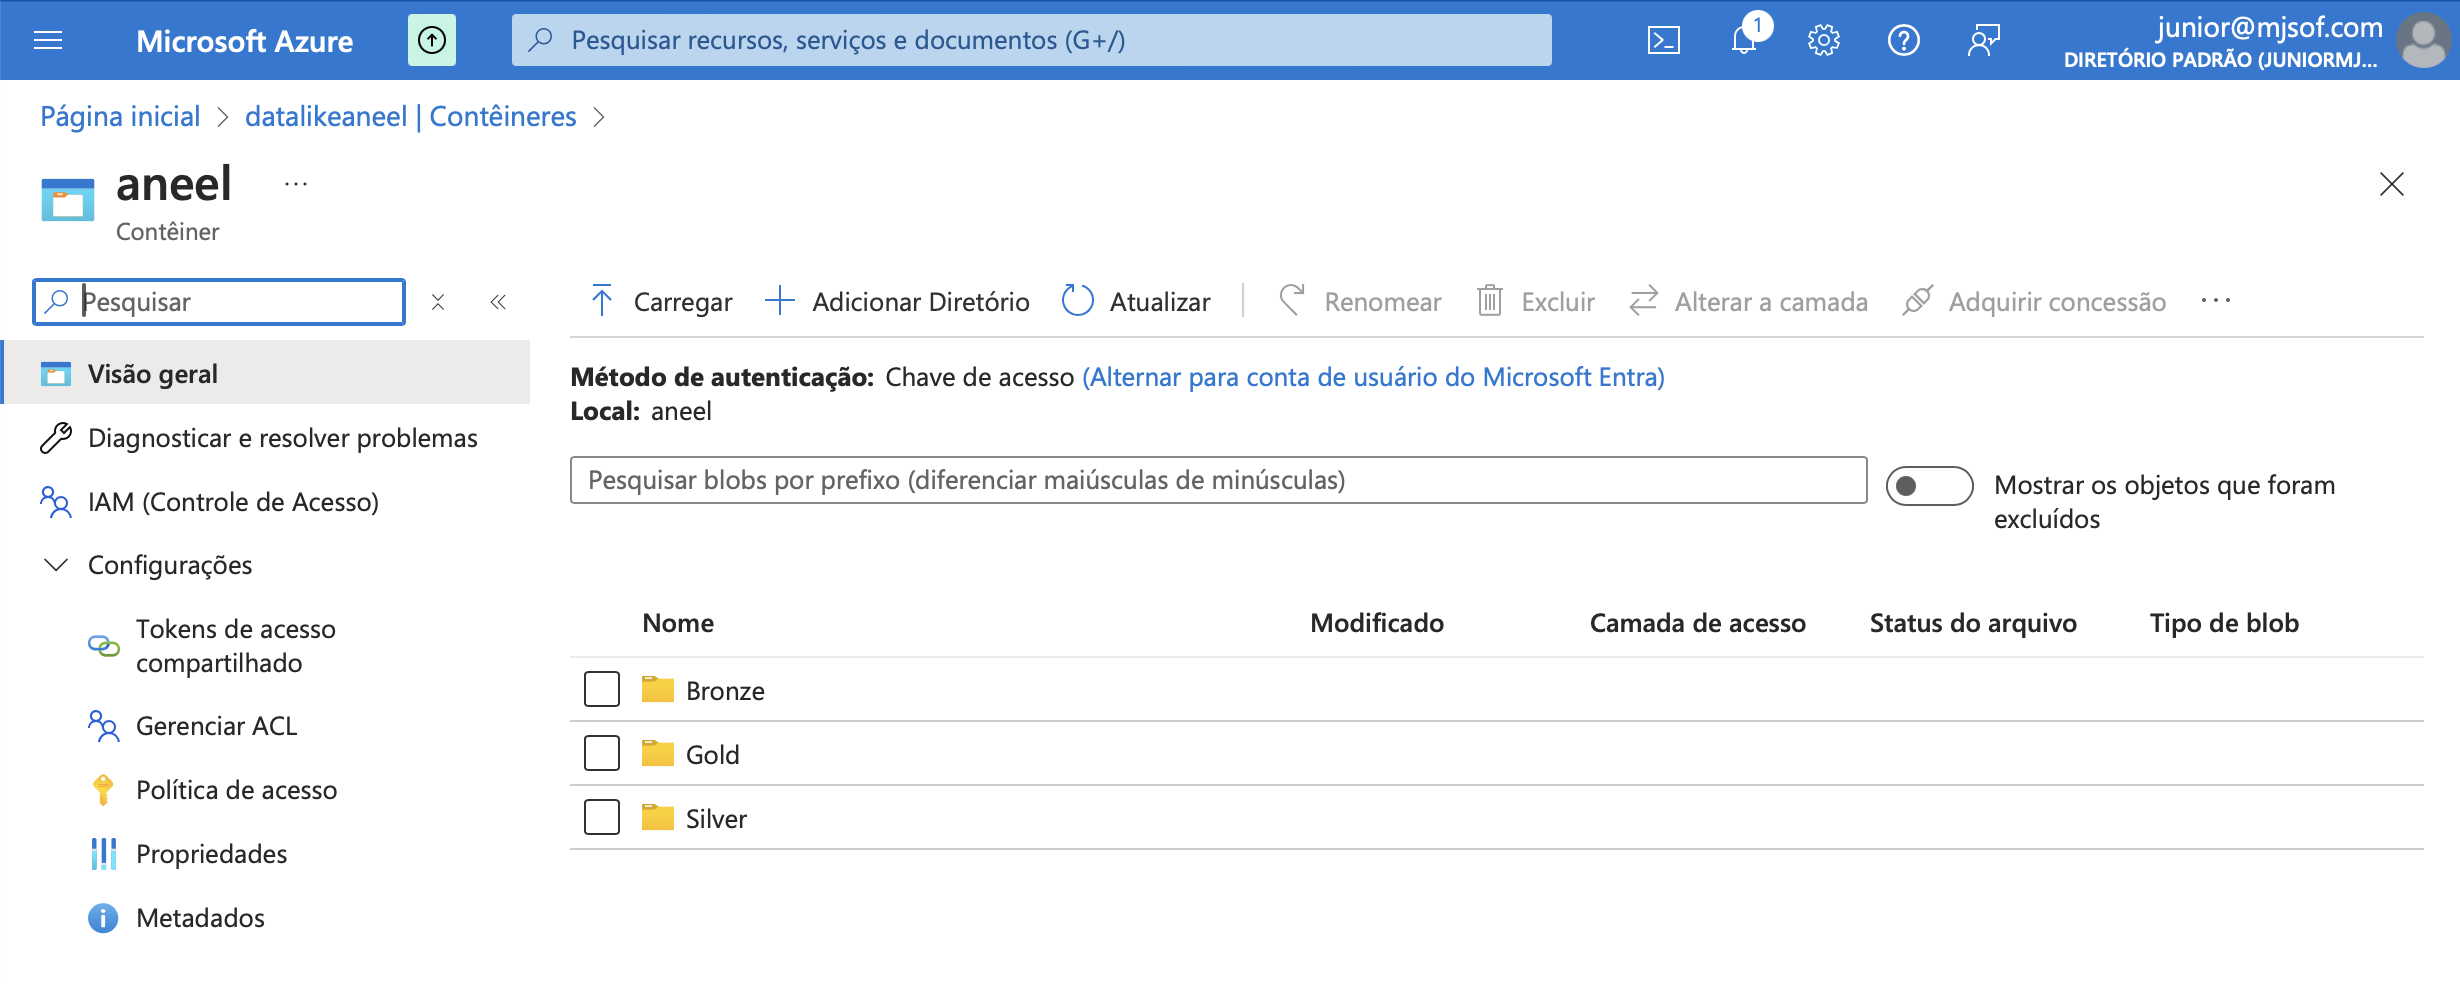 Microsoft Azure
Pesquisar recursos, serviços e documentos (G+/)
1
junior@mjsof.com
DIRETÓRIO PADRÃO (JUNIORMJ...
Página inicial > datalikeaneel | Contêineres >
aneel ...
Contêiner
Pesquisar
Carregar
Adicionar Diretório
Atualizar
Renomear
Excluir
Alterar a camada
Adquirir concessão
...
Visão geral
Diagnosticar e resolver problemas
IAM (Controle de Acesso)
Configurações
Tokens de acesso
compartilhado
Gerenciar ACL
Política de acesso
Propriedades
Metadados
Método de autenticação: Chave de acesso (Alternar para conta de usuário do Microsoft Entra)
Local: aneel
Pesquisar blobs por prefixo (diferenciar maiúsculas de minúsculas)
Mostrar os objetos que foram
excluídos
Nome Modificado Camada de acesso Status do arquivo Tipo de blob
Bronze
Gold
Silver